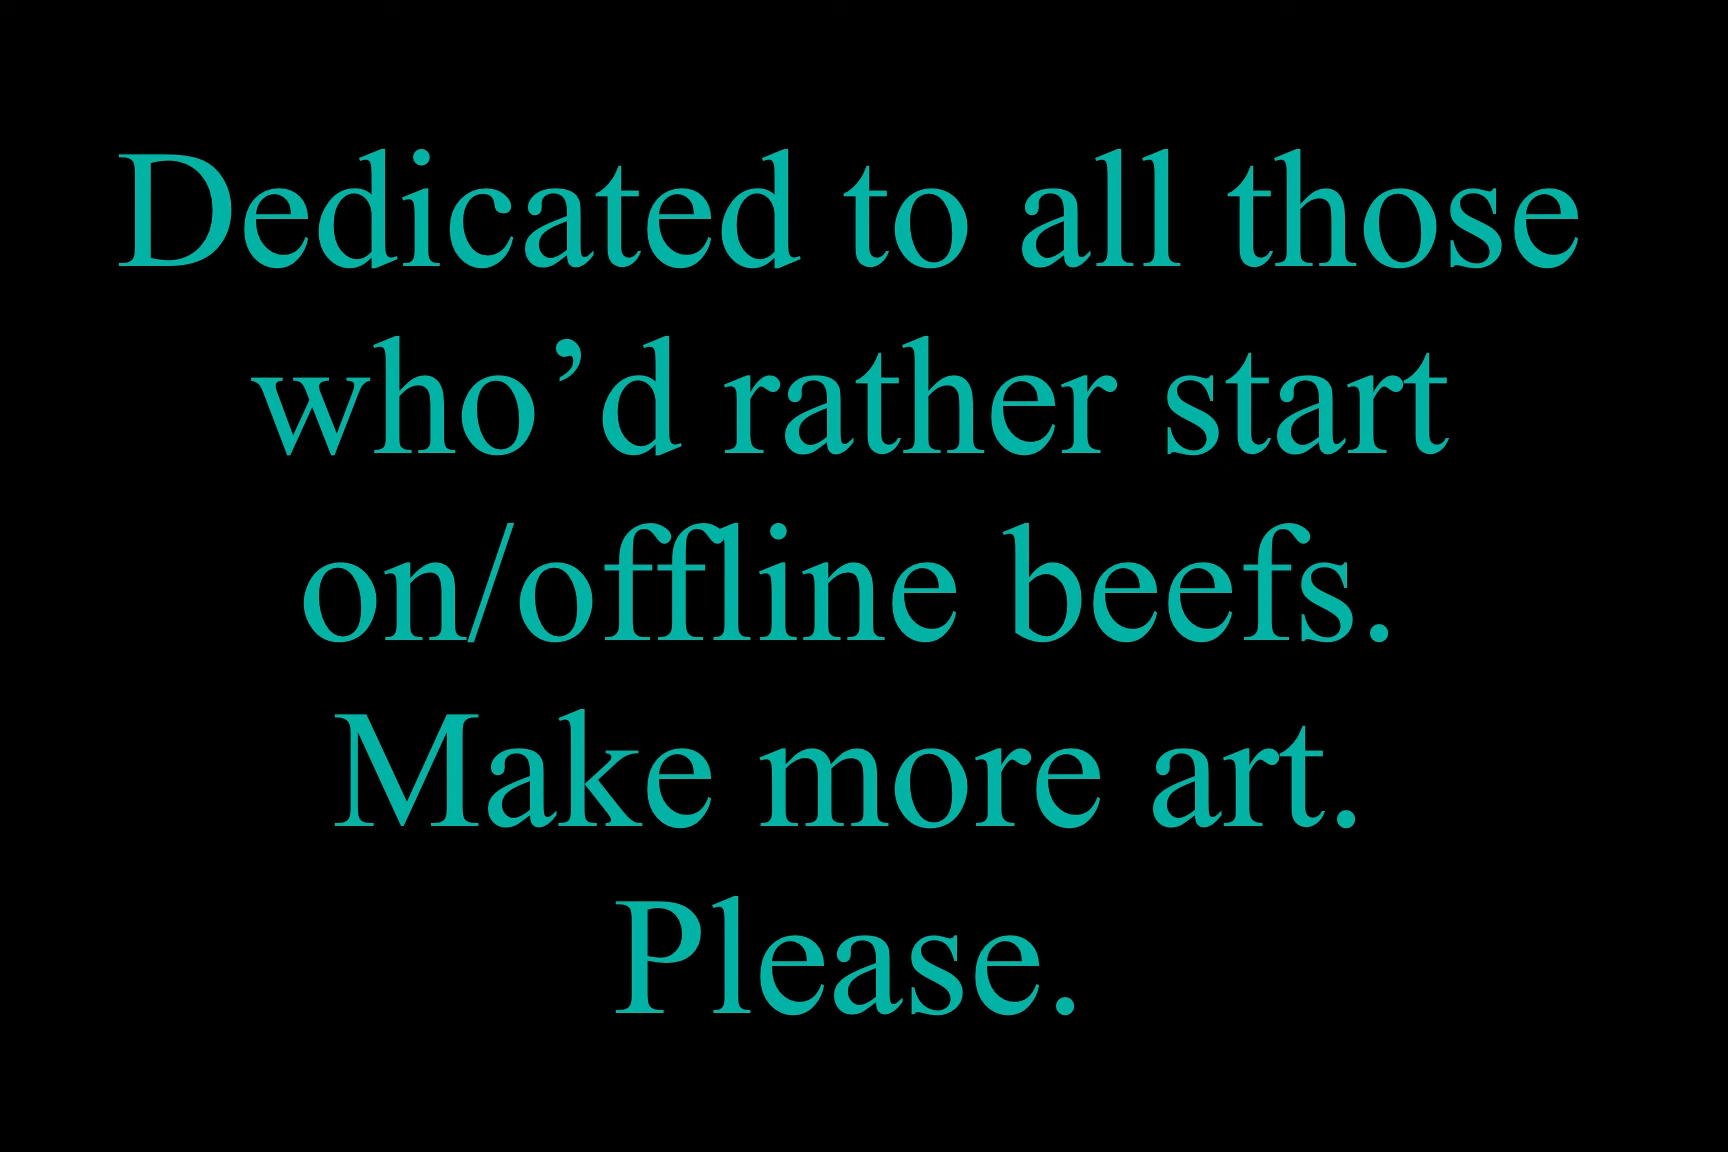 Dedicated to all those
who’d rather start
on/offline beefs.
Make more art.
Please.